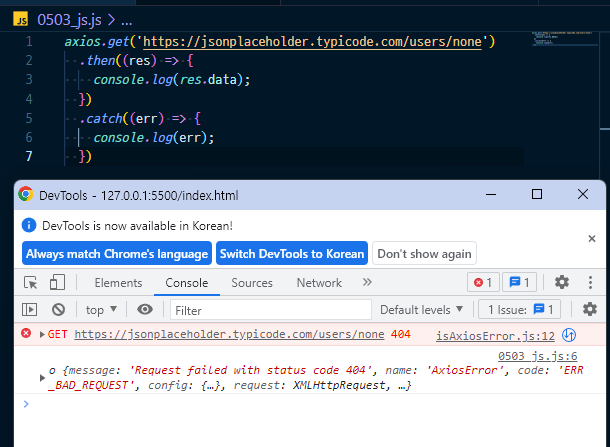 JS 0503_js.js > ...
1 axios.get('https://jsonplaceholder.typicode.com/users/none')
2 .then((res) => {
3 console.log(res.data);
4 })
5 .catch((err) => {
6 console.log(err);
7 })
DevTools - 127.0.0.1:5500/index.html
DevTools is now available in Korean!
Always match Chrome's language Switch DevTools to Korean Don't show again
Elements Console Sources Network » 1 1
top Filter Default levels 1 Issue: 1
GET https://jsonplaceholder.typicode.com/users/none 404 isAxiosError.js:12
0503_js.js:6
o {message: 'Request failed with status code 404', name: 'AxiosError', code: 'ERR
_BAD_REQUEST', config: {…}, request: XMLHttpRequest, …}